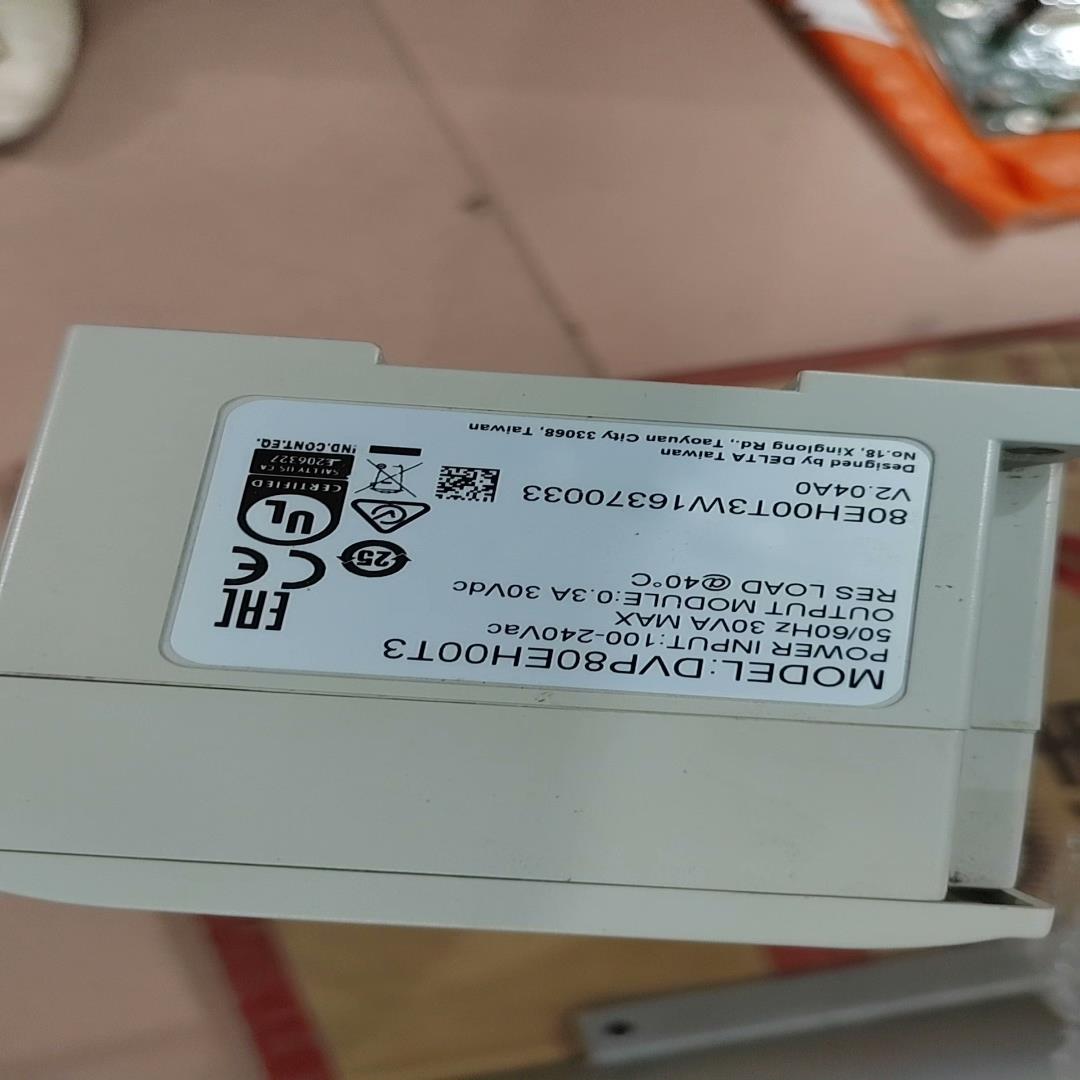 MODEL:DVP80EH00T3
POWER INPUT:100-240Vac
50/60Hz 30VA MAX
OUTPUT MODULE:0.3A 30Vdc
RES LOAD @40°C
80EH00T3W16370033
V2.04A0
Designed by DELTA Taiwan
No.18, Xinglong Rd., Taoyuan City 33068, Taiwan
EAC
CE
25
UL
CERTIFIED
SAFETY US CA
E206327
IND.CONT.EQ.